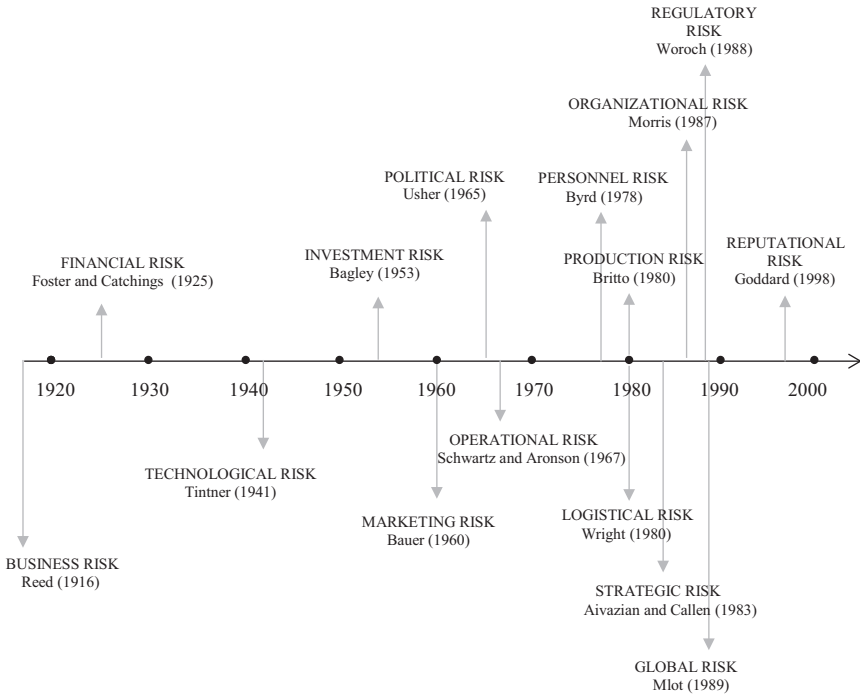 REGULATORY
RISK
Woroch (1988)
ORGANIZATIONAL RISK
Morris (1987)
POLITICAL RISK
Usher (1965)
PERSONNEL RISK
Byrd (1978)
INVESTMENT RISK
Bagley (1953)
PRODUCTION RISK
Britto (1980)
REPUTATIONAL
RISK
Goddard (1998)
FINANCIAL RISK
Foster and Catchings (1925)
1920 1930 1940 1950 1960 1970 1980 1990 2000
OPERATIONAL RISK
Schwartz and Aronson (1967)
TECHNOLOGICAL RISK
Tintner (1941)
MARKETING RISK
Bauer (1960)
LOGISTICAL RISK
Wright (1980)
BUSINESS RISK
Reed (1916)
STRATEGIC RISK
Aivazian and Callen (1983)
GLOBAL RISK
Mlot (1989)